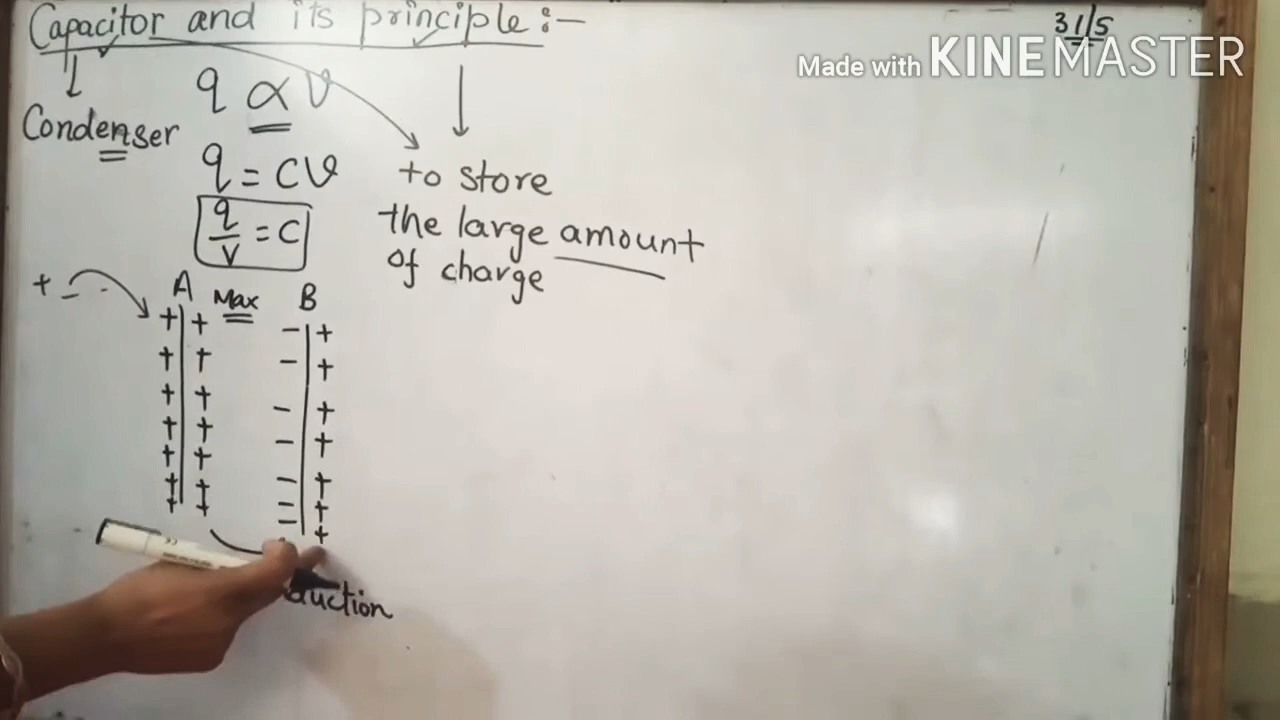 Capacitor and its principle :-
31/5
Made with KINEMASTER
Condenser
q ∝ V
q = CV
q/V = C
to store
the large amount
of charge
+ - -
A Max B
+ + - +
+ + - +
+ + - +
+ + - +
+ + - +
+ + - +
+ + - +